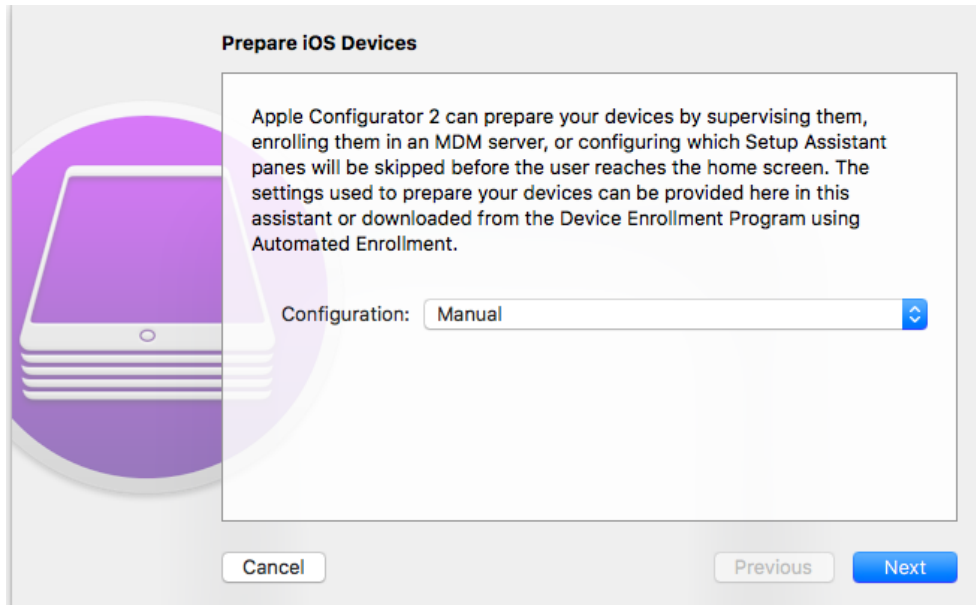 Prepare iOS Devices
Apple Configurator 2 can prepare your devices by supervising them,
enrolling them in an MDM server, or configuring which Setup Assistant
panes will be skipped before the user reaches the home screen. The
settings used to prepare your devices can be provided here in this
assistant or downloaded from the Device Enrollment Program using
Automated Enrollment.
Configuration: Manual
Cancel Previous Next